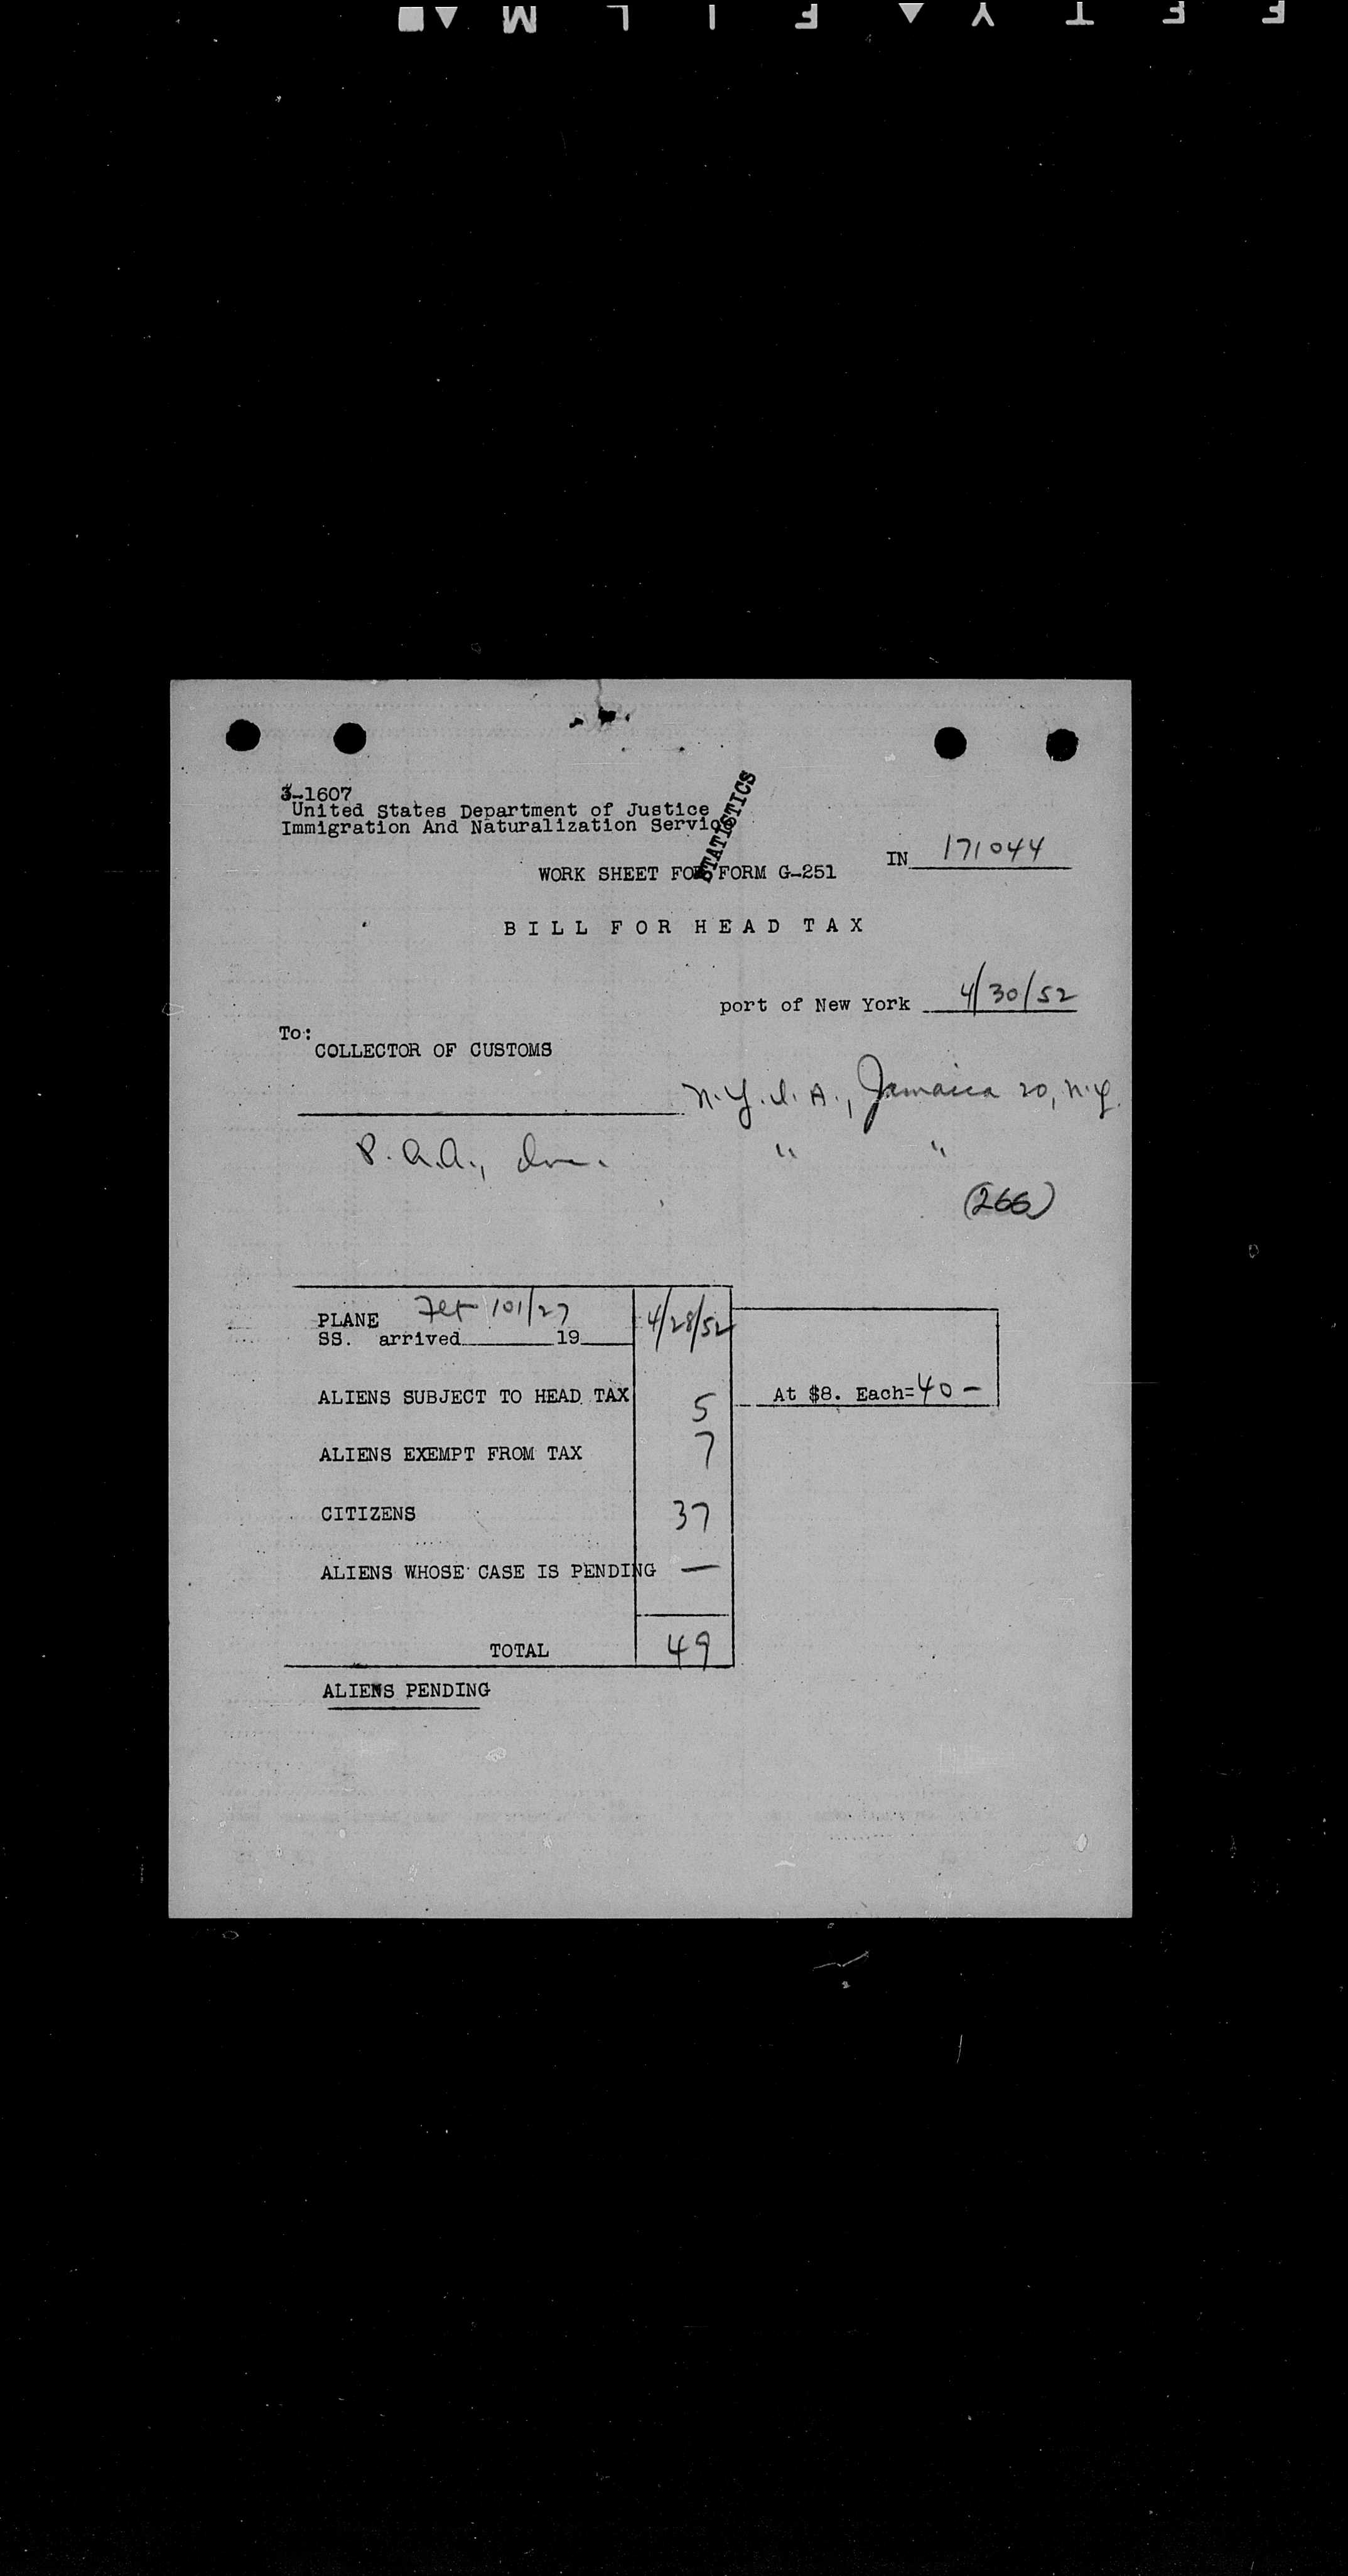 SAFETY FILM
3-1607
United States Department of Justice
Immigration And Naturalization Service
STATISTICS
IN 171044
WORK SHEET FOR FORM G-251
BILL FOR HEAD TAX
port of New York 4/30/52
To:
COLLECTOR OF CUSTOMS
N.Y.I.A., Jamaica 20, N.Y.
P.A.A., Inc. " "
(266)
PLANE 101/27 4/28/52
SS. arrived 19
ALIENS SUBJECT TO HEAD TAX 5 At $8. Each=40 -
ALIENS EXEMPT FROM TAX 7
CITIZENS 37
ALIENS WHOSE CASE IS PENDING —
TOTAL 49
ALIENS PENDING